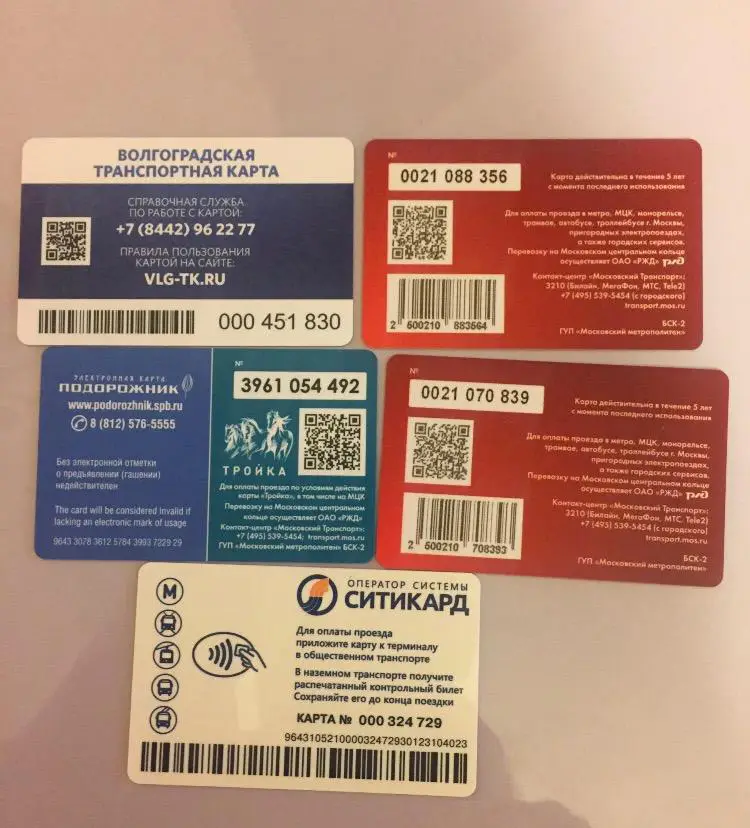 ВОЛГОГРАДСКАЯ
ТРАНСПОРТНАЯ КАРТА
СПРАВОЧНАЯ СЛУЖБА
ПО РАБОТЕ С КАРТОЙ:
+7 (8442) 96 22 77
ПРАВИЛА ПОЛЬЗОВАНИЯ
КАРТОЙ НА САЙТЕ:
VLG-TK.RU
000 451 830
№
0021 088 356
Карта действительна в течение 5 лет
с момента последнего использования
Для оплаты проезда в метро, МЦК, монорельсе,
трамвае, автобусе, троллейбусе г. Москвы,
пригородных электропоездах,
а также городских сервисов.
Перевозку на Московском центральном кольце
осуществляет ОАО «РЖД» РЖД
Контакт-центр «Московский Транспорт»:
3210 (Билайн, МегаФон, МТС, Tele2)
+7 (495) 539-5454 (с городского)
transport.mos.ru
2 500210 883564
БСК-2
ГУП «Московский метрополитен»
ЭЛЕКТРОННАЯ КАРТА
ПОДОРОЖНИК
www.podorozhnik.spb.ru
8 (812) 576-5555
Без электронной отметки
о предъявлении (гашении)
недействителен
The card will be considered invalid if
lacking an electronic mark of usage
9643 3078 3612 5784 3993 7229 29
№
3961 054 492
ТРОЙКА
Для оплаты проезда по условиям действия
карты «Тройка», в том числе на МЦК
Перевозку на Московском центральном
кольце осуществляет ОАО «РЖД»
Контакт-центр «Московский Транспорт»:
+7 (495) 539-5454; transport.mos.ru
ГУП «Московский метрополитен» БСК-2
№
0021 070 839
Карта действительна в течение 5 лет
с момента последнего использования
Для оплаты проезда в метро, МЦК, монорельсе,
трамвае, автобусе, троллейбусе г. Москвы,
пригородных электропоездах,
а также городских сервисов.
Перевозку на Московском центральном кольце
осуществляет ОАО «РЖД» РЖД
Контакт-центр «Московский Транспорт»:
3210 (Билайн, МегаФон, МТС, Tele2)
+7 (495) 539-5454 (с городского)
transport.mos.ru
2 500210 708393
БСК-2
ГУП «Московский метрополитен»
М
ОПЕРАТОР СИСТЕМЫ
СИТИКАРД
Для оплаты проезда
приложите карту к терминалу
в общественном транспорте
В наземном транспорте получите
распечатанный контрольный билет
Сохраняйте его до конца поездки
КАРТА № 000 324 729
96431052100003247293012310 4023